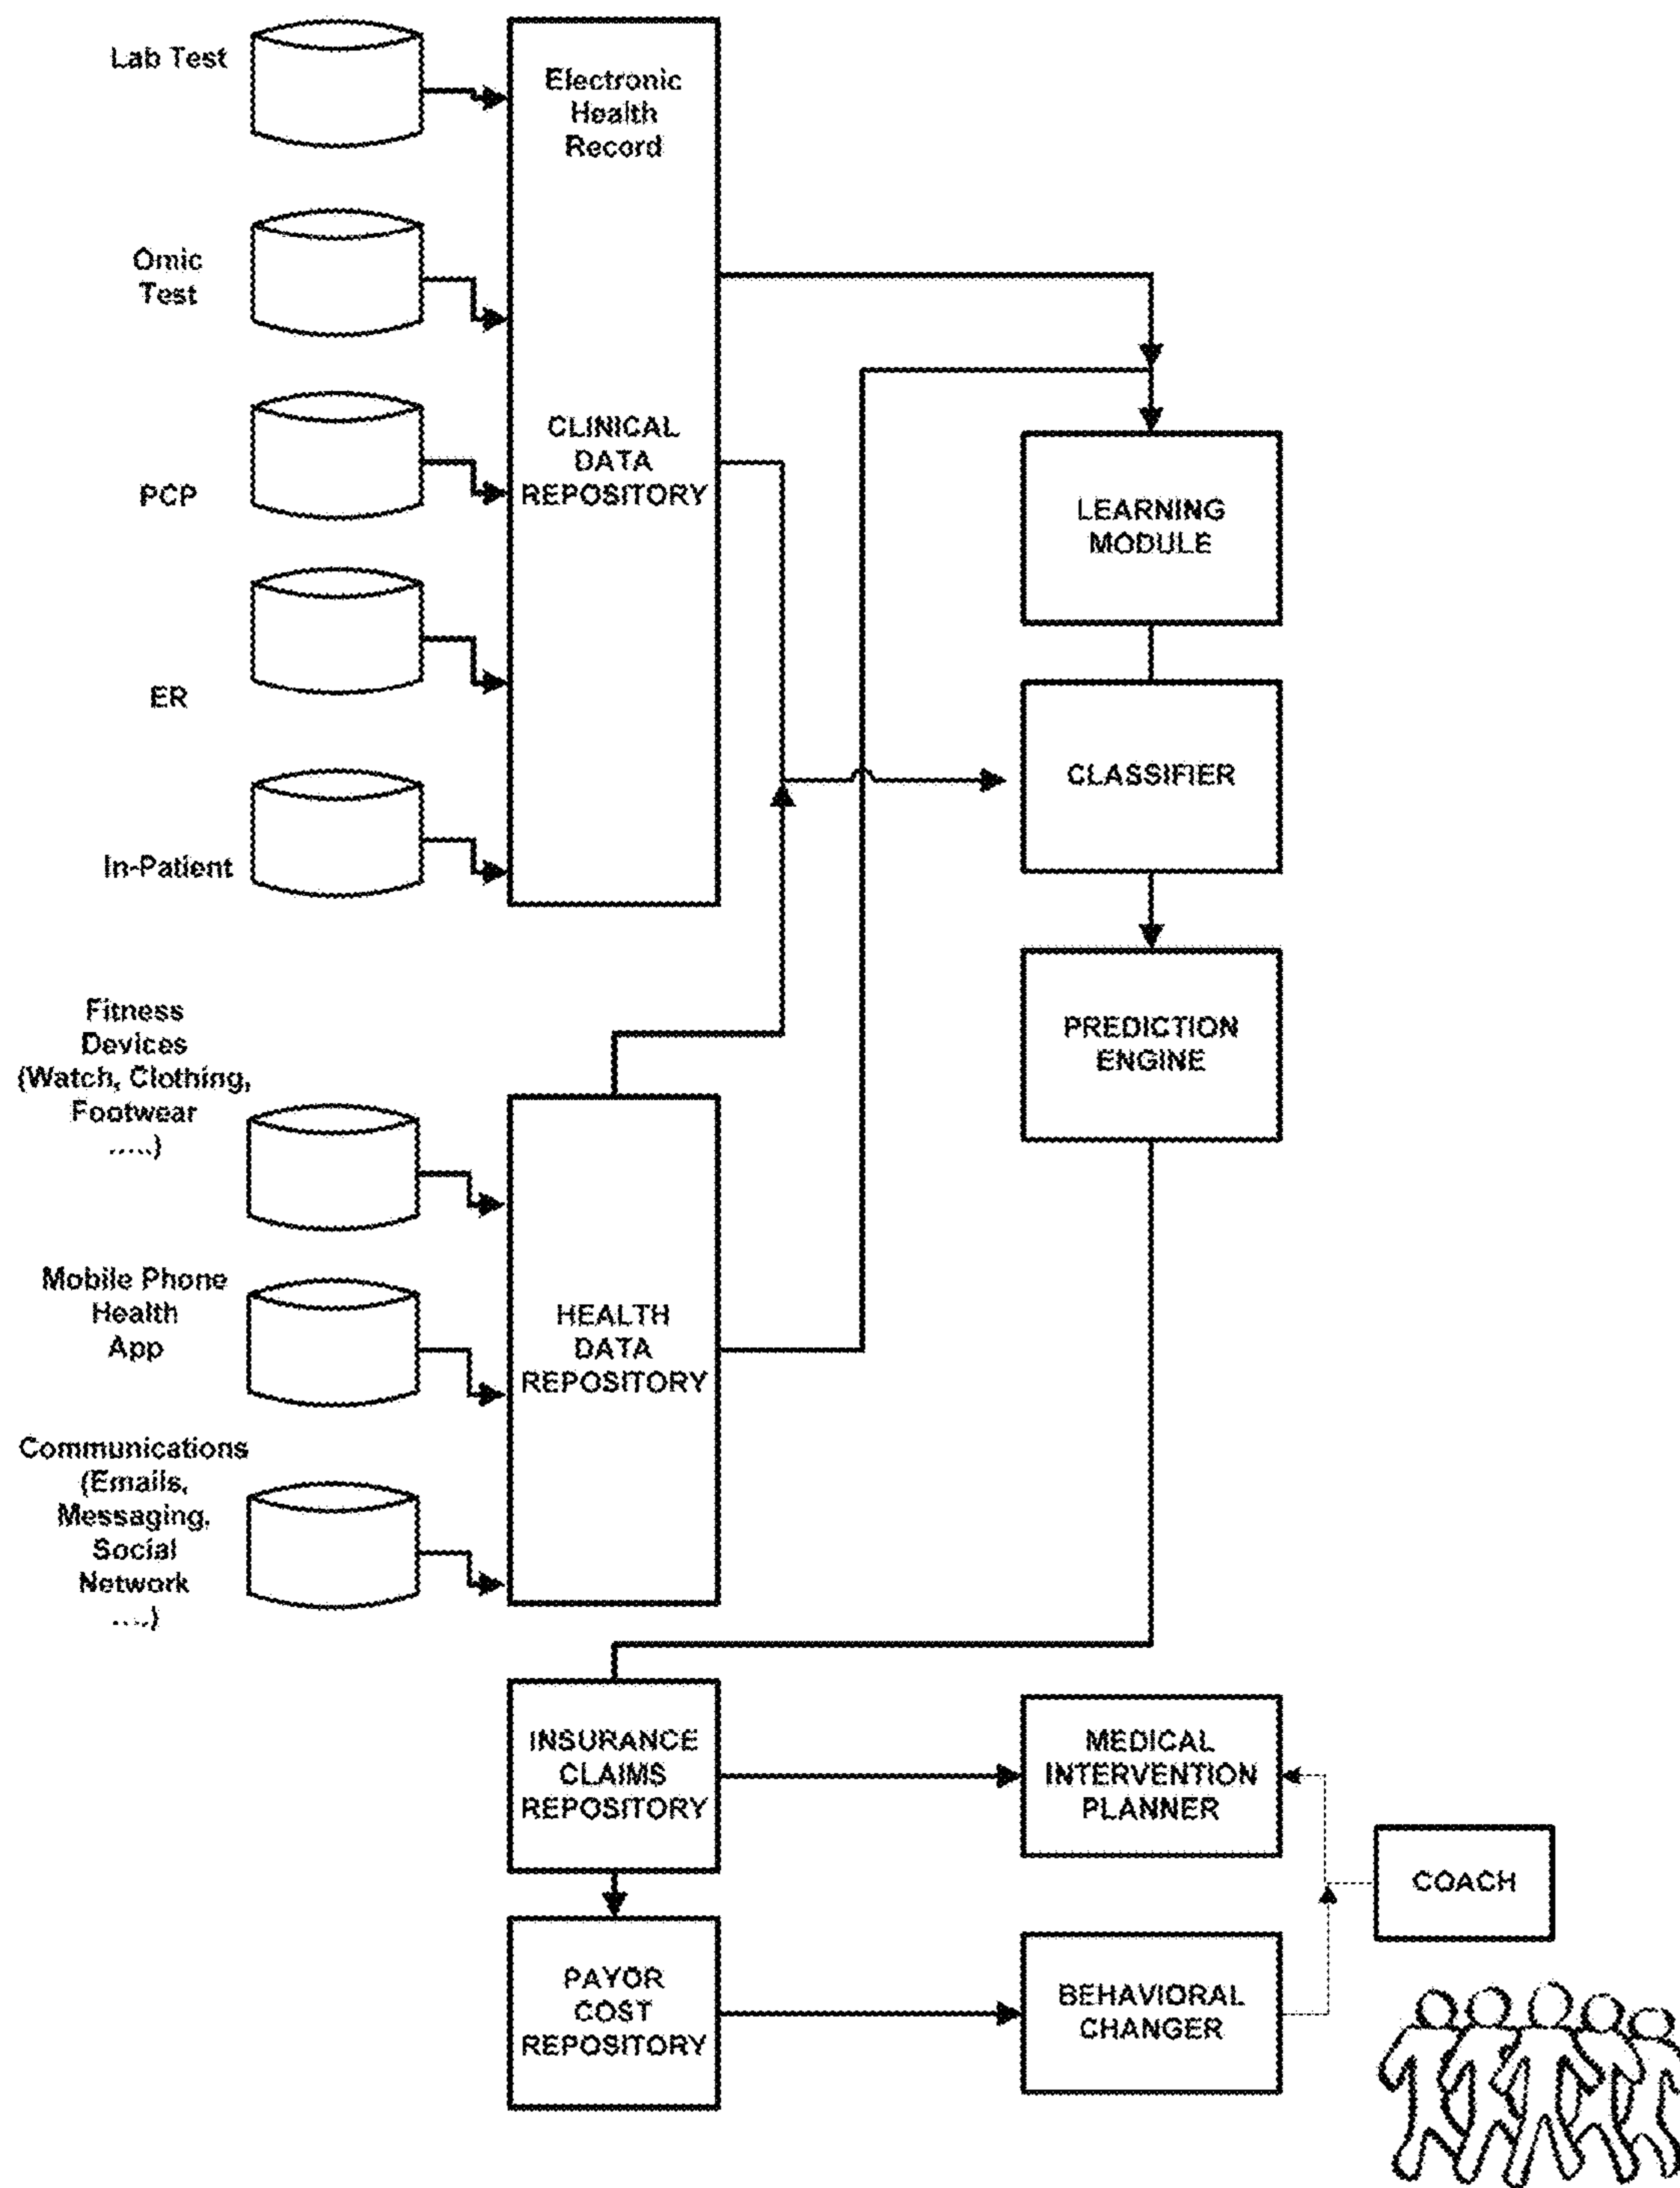 Lab Test
Electronic
Health
Record
Omic
Test
CLINICAL
DATA
REPOSITORY
PCP
ER
In-Patient
LEARNING
MODULE
CLASSIFIER
PREDICTION
ENGINE
Fitness
Devices
(Watch, Clothing,
Footwear
.....)
Mobile Phone
Health
App
HEALTH
DATA
REPOSITORY
Communications
(Emails,
Messaging,
Social
Network
....)
INSURANCE
CLAIMS
REPOSITORY
MEDICAL
INTERVENTION
PLANNER
COACH
PAYOR
COST
REPOSITORY
BEHAVIORAL
CHANGER